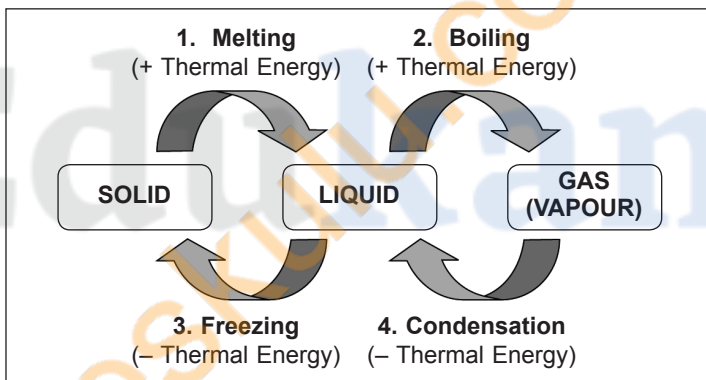 1. Melting
(+ Thermal Energy)
2. Boiling
(+ Thermal Energy)
SOLID
LIQUID
GAS
(VAPOUR)
3. Freezing
(– Thermal Energy)
4. Condensation
(– Thermal Energy)